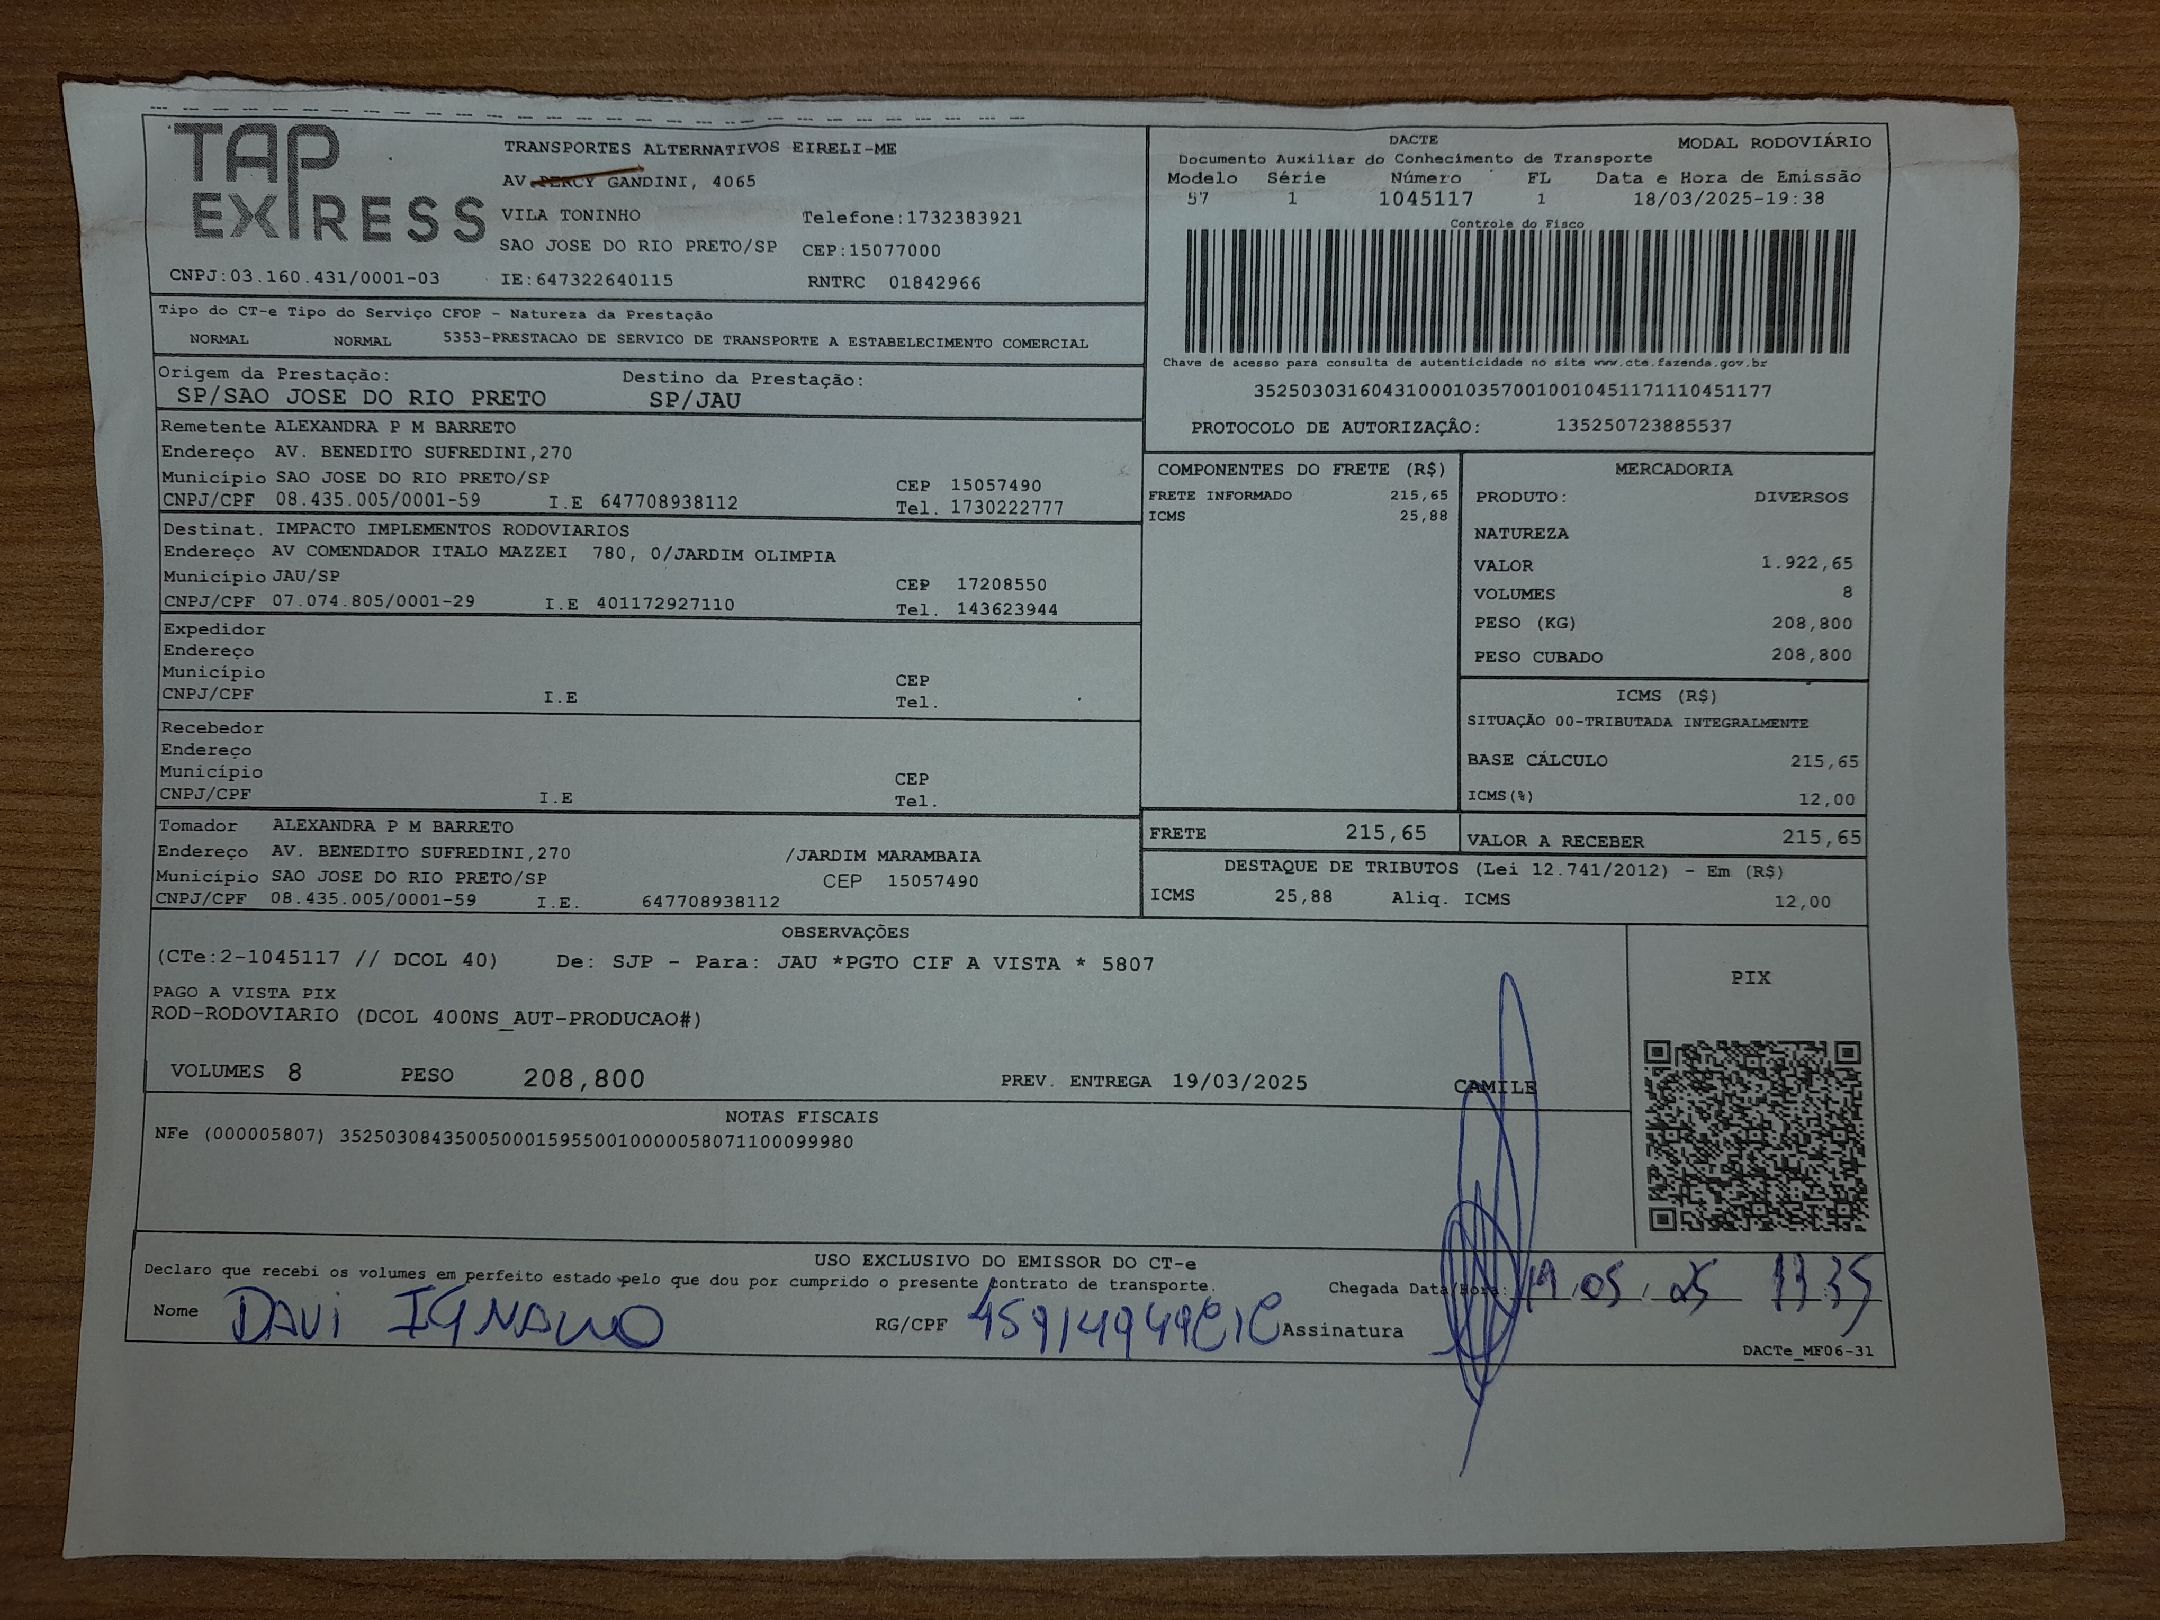 TAP EXPRESS
TRANSPORTES ALTERNATIVOS EIRELI-ME
AV PERCY GANDINI, 4065
VILA TONINHO Telefone:1732383921
SAO JOSE DO RIO PRETO/SP CEP:15077000
CNPJ:03.160.431/0001-03 IE:647322640115 RNTRC 01842966
DACTE MODAL RODOVIÁRIO
Documento Auxiliar do Conhecimento de Transporte
Modelo Série Número FL Data e Hora de Emissão
57 1 1045117 1 18/03/2025-19:38
Controle do Fisco
Chave de acesso para consulta de autenticidade no site www.cte.fazenda.gov.br
35250303160431000103570010010451171110451177
PROTOCOLO DE AUTORIZAÇÂO: 135250723885537
Tipo do CT-e Tipo do Serviço CFOP - Natureza da Prestação
NORMAL NORMAL 5353-PRESTACAO DE SERVICO DE TRANSPORTE A ESTABELECIMENTO COMERCIAL
Origem da Prestação: Destino da Prestação:
SP/SAO JOSE DO RIO PRETO SP/JAU
Remetente ALEXANDRA P M BARRETO
Endereço AV. BENEDITO SUFREDINI,270
Município SAO JOSE DO RIO PRETO/SP CEP 15057490
CNPJ/CPF 08.435.005/0001-59 I.E 647708938112 Tel. 1730222777
Destinat. IMPACTO IMPLEMENTOS RODOVIARIOS
Endereço AV COMENDADOR ITALO MAZZEI 780, 0/JARDIM OLIMPIA
Município JAU/SP CEP 17208550
CNPJ/CPF 07.074.805/0001-29 I.E 401172927110 Tel. 143623944
Expedidor
Endereço
Município CEP
CNPJ/CPF I.E Tel.
Recebedor
Endereço
Município CEP
CNPJ/CPF I.E Tel.
Tomador ALEXANDRA P M BARRETO
Endereço AV. BENEDITO SUFREDINI,270 /JARDIM MARAMBAIA
Município SAO JOSE DO RIO PRETO/SP CEP 15057490
CNPJ/CPF 08.435.005/0001-59 I.E. 647708938112
COMPONENTES DO FRETE (R$)
FRETE INFORMADO 215,65
ICMS 25,88
MERCADORIA
PRODUTO: DIVERSOS
NATUREZA
VALOR 1.922,65
VOLUMES 8
PESO (KG) 208,800
PESO CUBADO 208,800
ICMS (R$)
SITUAÇÃO 00-TRIBUTADA INTEGRALMENTE
BASE CÁLCULO 215,65
ICMS(%) 12,00
FRETE 215,65 VALOR A RECEBER 215,65
DESTAQUE DE TRIBUTOS (Lei 12.741/2012) - Em (R$)
ICMS 25,88 Aliq. ICMS 12,00
OBSERVAÇÕES
(CTe:2-1045117 // DCOL 40) De: SJP - Para: JAU *PGTO CIF A VISTA * 5807
PAGO A VISTA PIX
ROD-RODOVIARIO (DCOL 400NS_AUT-PRODUCAO#)
VOLUMES 8 PESO 208,800 PREV. ENTREGA 19/03/2025 CAMILE
PIX
NOTAS FISCAIS
NFe (000005807) 35250308435005000159550010000058071100099980
USO EXCLUSIVO DO EMISSOR DO CT-e
Declaro que recebi os volumes em perfeito estado pelo que dou por cumprido o presente contrato de transporte. Chegada Data/Hora:
Nome DAVI RG/CPF Assinatura
DACTe_MF06-31